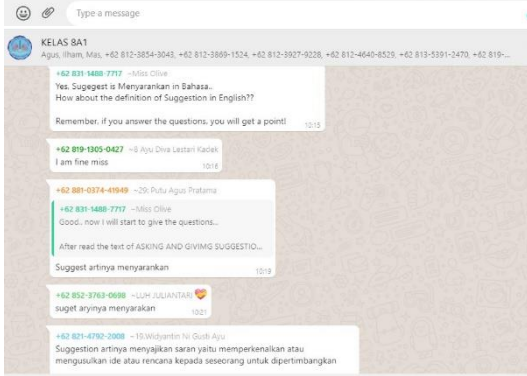 Type a message
KELAS 8A1
Agus, Ilham, Mas, +62 812-3854-3043, +62 812-3869-1524, +62 812-3927-9228, +62 812-4640-8529, +62 813-5391-2470, +62 819-...
+62 831-1488-7717 ~Miss Olive
Yes, Sugegest is Menyarankan in Bahasa..
How about the definition of Suggestion in English??
Remember, if you answer the questions, you will get a point!
10:15
+62 819-1305-0427 ~8 Ayu Diva Lestari Kadek
I am fine miss
10:16
+62 881-0374-41949 ~29; Putu Agus Pratama
+62 831-1488-7717 ~Miss Olive
Good.. now I will start to give the questions...
After read the text of ASKING AND GIVIMG SUGGESTIO...
Suggest artinya menyarankan
10:19
+62 852-3763-0698 ~LUH JULIANTARI
suget aryinya menyarakan
10:21
+62 821-4792-2008 ~19.Widyantin Ni Gusti Ayu
Suggestion artinya menyajikan saran yaitu memperkenalkan atau
mengusulkan ide atau rencana kepada seseorang untuk dipertimbangkan